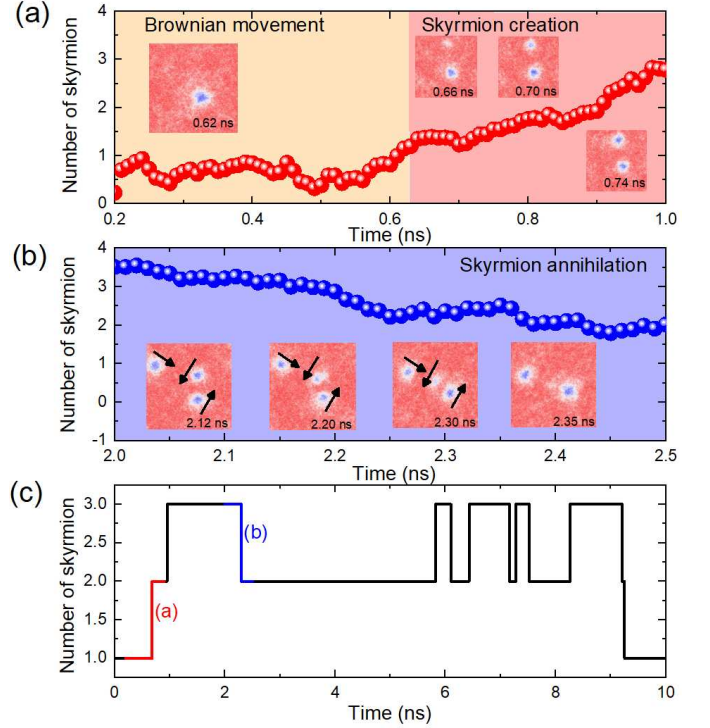 (a)
Brownian movement
Skyrmion creation
0.62 ns
0.66 ns
0.70 ns
0.74 ns
Number of skyrmion
4
3
2
1
0
0.2
0.4
0.6
0.8
1.0
Time (ns)
(b)
Skyrmion annihilation
2.12 ns
2.20 ns
2.30 ns
2.35 ns
Number of skyrmion
4
3
2
1
0
-1
2.0
2.1
2.2
2.3
2.4
2.5
Time (ns)
(c)
(b)
(a)
Number of skyrmion
3.0
2.5
2.0
1.5
1.0
0
2
4
6
8
10
Time (ns)